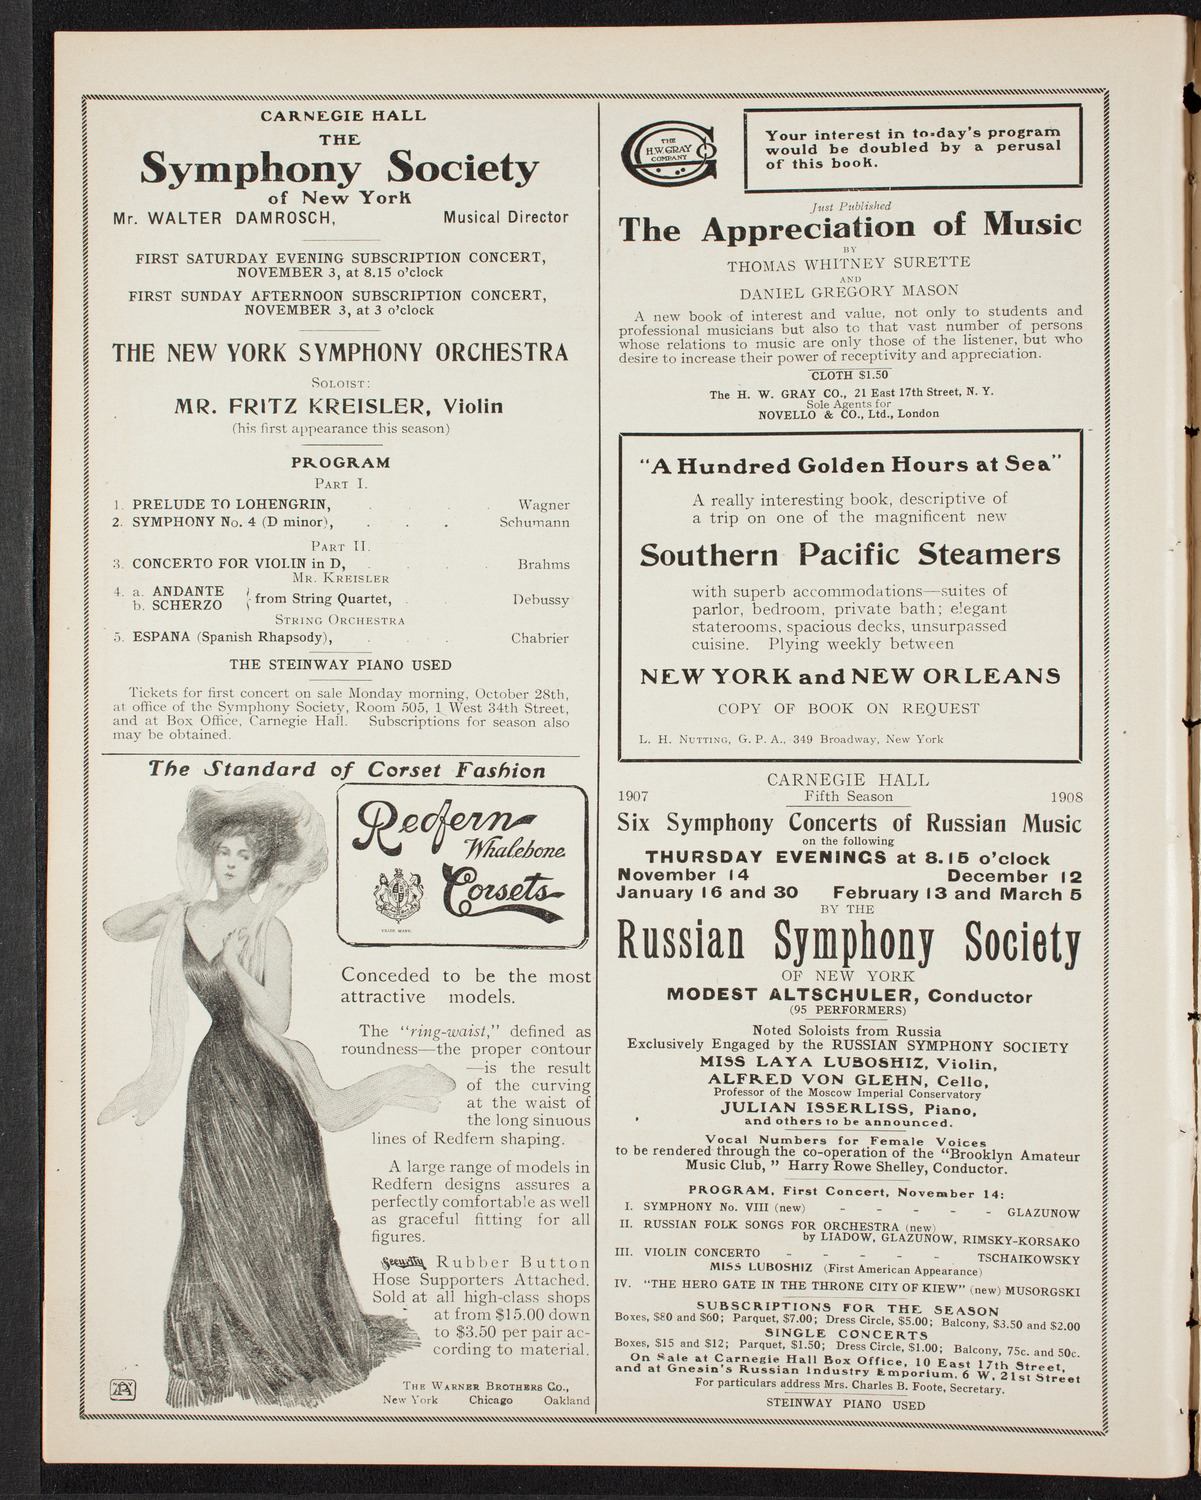 CARNEGIE HALL
THE
Symphony Society
of New York
Mr. WALTER DAMROSCH, Musical Director
FIRST SATURDAY EVENING SUBSCRIPTION CONCERT,
NOVEMBER 3, at 8.15 o'clock
FIRST SUNDAY AFTERNOON SUBSCRIPTION CONCERT,
NOVEMBER 3, at 3 o'clock
THE NEW YORK SYMPHONY ORCHESTRA
SOLOIST:
MR. FRITZ KREISLER, Violin
(his first appearance this season)
PROGRAM
PART I.
1. PRELUDE TO LOHENGRIN, . . . . Wagner
2. SYMPHONY No. 4 (D minor), . . . Schumann
PART II.
3. CONCERTO FOR VIOLIN in D, . . . . Brahms
MR. KREISLER
4. a. ANDANTE
b. SCHERZO } from String Quartet, . . Debussy
STRING ORCHESTRA
5. ESPANA (Spanish Rhapsody), . . . Chabrier
THE STEINWAY PIANO USED
Tickets for first concert on sale Monday morning, October 28th,
at office of the Symphony Society, Room 505, 1 West 34th Street,
and at Box Office, Carnegie Hall. Subscriptions for season also
may be obtained.
The Standard of Corset Fashion
Redfern
Whalebone
Corsets
TRADE MARK.
Conceded to be the most
attractive models.
The "ring-waist," defined as
roundness—the proper contour
—is the result
of the curving
at the waist of
the long sinuous
lines of Redfern shaping.
A large range of models in
Redfern designs assures a
perfectly comfortable as well
as graceful fitting for all
figures.
Security Rubber Button
Hose Supporters Attached.
Sold at all high-class shops
at from $15.00 down
to $3.50 per pair ac-
cording to material.
THE WARNER BROTHERS CO.,
New York Chicago Oakland
THE
H.W. GRAY
COMPANY
Your interest in to-day's program
would be doubled by a perusal
of this book.
Just Published
The Appreciation of Music
BY
THOMAS WHITNEY SURETTE
AND
DANIEL GREGORY MASON
A new book of interest and value, not only to students and
professional musicians but also to that vast number of persons
whose relations to music are only those of the listener, but who
desire to increase their power of receptivity and appreciation.
CLOTH $1.50
The H. W. GRAY CO., 21 East 17th Street, N. Y.
Sole Agents for
NOVELLO & CO., Ltd., London
"A Hundred Golden Hours at Sea"
A really interesting book, descriptive of
a trip on one of the magnificent new
Southern Pacific Steamers
with superb accommodations—suites of
parlor, bedroom, private bath; elegant
staterooms, spacious decks, unsurpassed
cuisine. Plying weekly between
NEW YORK and NEW ORLEANS
COPY OF BOOK ON REQUEST
L. H. NUTTING, G. P. A., 349 Broadway, New York
CARNEGIE HALL
1907 Fifth Season 1908
Six Symphony Concerts of Russian Music
on the following
THURSDAY EVENINGS at 8.15 o'clock
November 14 December 12
January 16 and 30 February 13 and March 5
BY THE
Russian Symphony Society
OF NEW YORK
MODEST ALTSCHULER, Conductor
(95 PERFORMERS)
Noted Soloists from Russia
Exclusively Engaged by the RUSSIAN SYMPHONY SOCIETY
MISS LAYA LUBOSHIZ, Violin,
ALFRED VON GLEHN, Cello,
Professor of the Moscow Imperial Conservatory
JULIAN ISSERLISS, Piano,
and others to be announced.
Vocal Numbers for Female Voices
to be rendered through the co-operation of the "Brooklyn Amateur
Music Club," Harry Rowe Shelley, Conductor.
PROGRAM, First Concert, November 14:
I. SYMPHONY No. VIII (new) - - - - - GLAZUNOW
II. RUSSIAN FOLK SONGS FOR ORCHESTRA (new)
by LIADOW, GLAZUNOW, RIMSKY-KORSAKO
III. VIOLIN CONCERTO - - - - - TSCHAIKOWSKY
MISS LUBOSHIZ (First American Appearance)
IV. "THE HERO GATE IN THE THRONE CITY OF KIEW" (new) MUSORGSKI
SUBSCRIPTIONS FOR THE SEASON
Boxes, $80 and $60; Parquet, $7.00; Dress Circle, $5.00; Balcony, $3.50 and $2.00
SINGLE CONCERTS
Boxes, $15 and $12; Parquet, $1.50; Dress Circle, $1.00; Balcony, 75c. and 50c.
On Sale at Carnegie Hall Box Office, 10 East 17th Street,
and at Gnesin's Russian Industry Emporium, 6 W. 21st Street
For particulars address Mrs. Charles B. Foote, Secretary.
STEINWAY PIANO USED